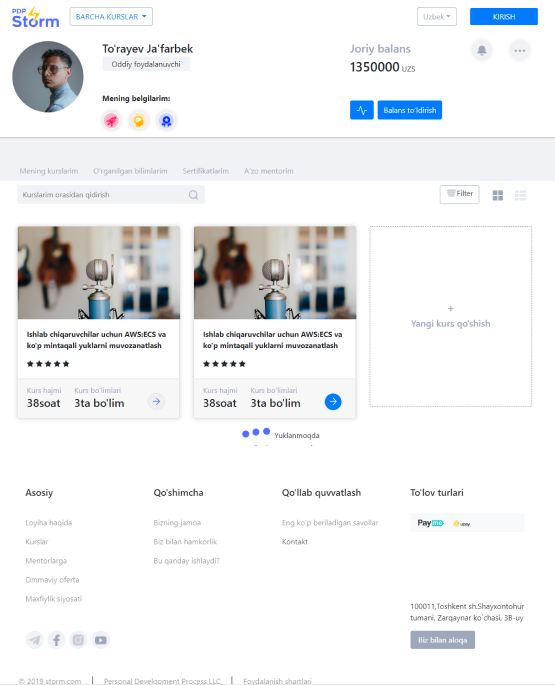 PDP
Storm
BARCHA KURSLAR
Uzbek
KIRISH
To'rayev Ja'farbek
Oddiy foydalanuvchi
Joriy balans
1350000 UZS
Mening belgilarim:
Balans to'ldirish
Mening kurslarim
O'rganilgan bilimlarim
Sertifikatlarim
A'zo mentorim
Kurslarim orasidan qidirish
Filter
Ishlab chiqaruvchilar uchun AWS:ECS va
ko'p mintaqali yuklarni muvozanatlash
Kurs hajmi
Kurs bo'limlari
38soat
3ta bo'lim
Ishlab chiqaruvchilar uchun AWS:ECS va
ko'p mintaqali yuklarni muvozanatlash
Kurs hajmi
Kurs bo'limlari
38soat
3ta bo'lim
+
Yangi kurs qo'shish
Yuklanmoqda
Asosiy
Loyiha haqida
Kurslar
Mentorlarga
Ommaviy oferta
Maxfiylik siyosati
Qo'shimcha
Bizning jamoa
Biz bilan hamkorlik
Bu qanday ishlaydi?
Qo'llab quvvatlash
Eng ko'p beriladigan savollar
Kontakt
To'lov turlari
Payme
upay
100011,Toshkent sh.Shayxontohur
tumani, Zarqaynar ko`chasi, 3B-uy
Biz bilan aloqa
© 2019 storm.com
Personal Development Process LLC
Foydalanish shartlari